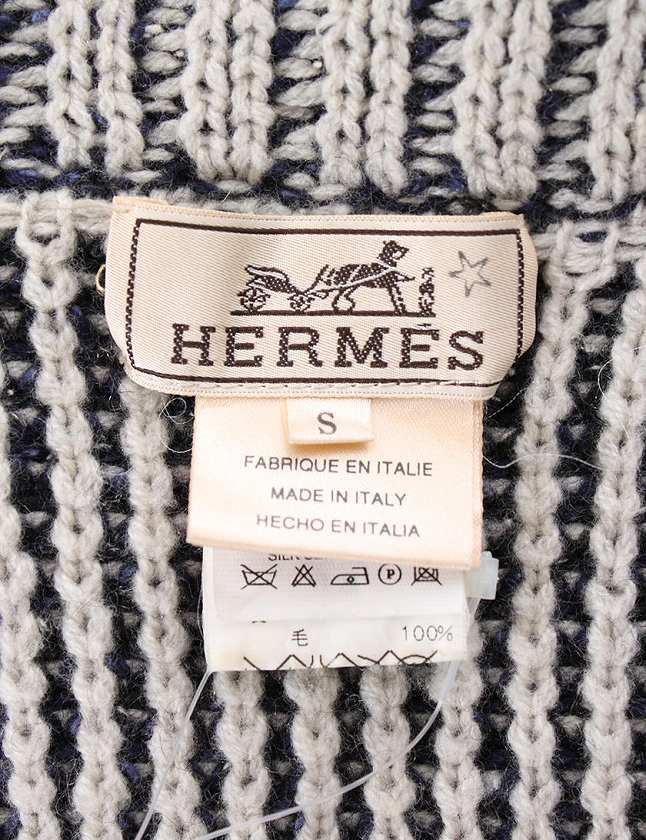 HERMÈS
S
FABRIQUE EN ITALIE
MADE IN ITALY
HECHO EN ITALIA
P
毛 100%